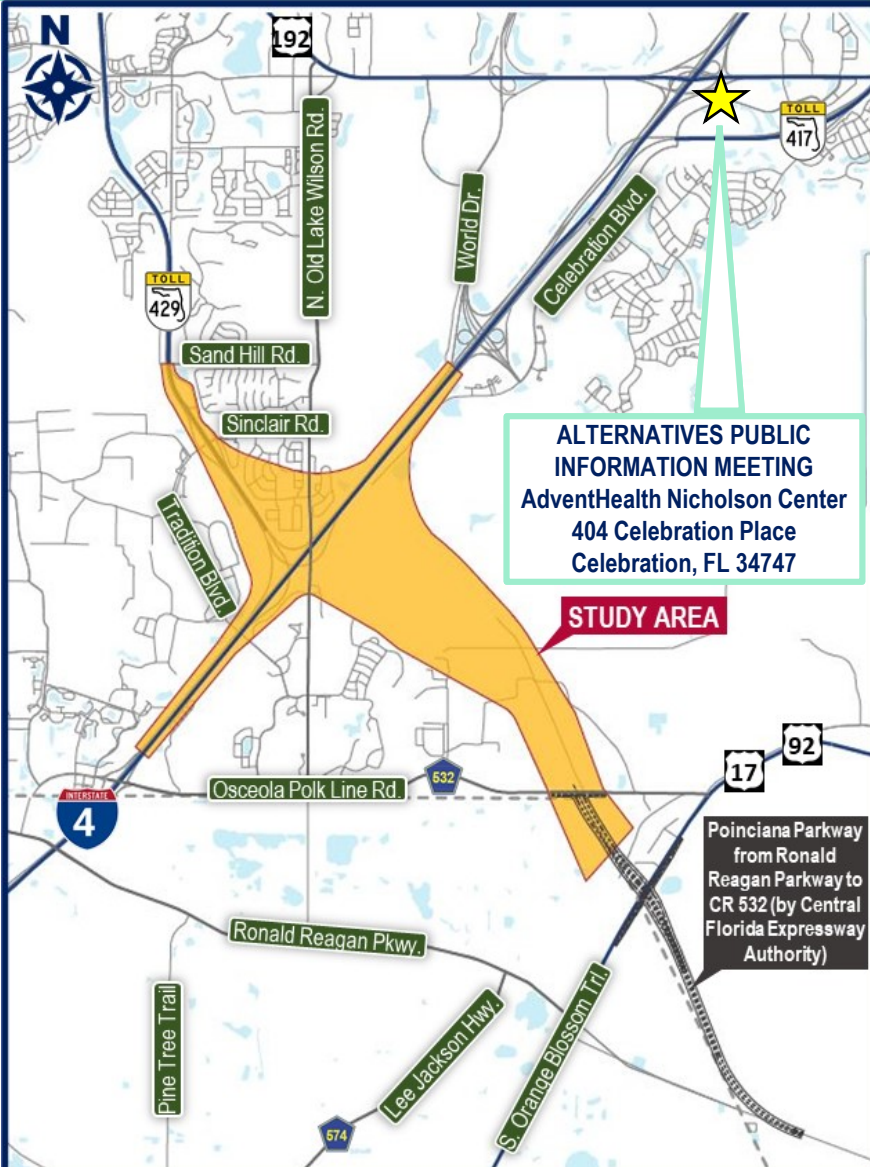 N
192
TOLL
417
N. Old Lake Wilson Rd.
World Dr.
Celebration Blvd.
TOLL
429
Sand Hill Rd.
Sinclair Rd.
Tradition Blvd.
ALTERNATIVES PUBLIC
INFORMATION MEETING
AdventHealth Nicholson Center
404 Celebration Place
Celebration, FL 34747
STUDY AREA
92
17
532
Osceola Polk Line Rd.
INTERSTATE
4
Poinciana Parkway
from Ronald
Reagan Parkway to
CR 532 (by Central
Florida Expressway
Authority)
Ronald Reagan Pkwy.
Pine Tree Trail
Lee Jackson Hwy.
S. Orange Blossom Trl.
574